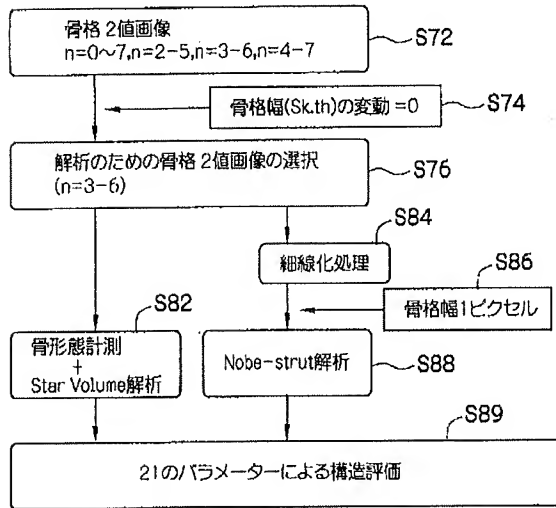 骨格2値画像
n=0~7,n=2-5,n=3-6,n=4-7
S72
骨格幅(Sk.th)の変動=0
S74
解析のための骨格2値画像の選択
(n=3-6)
S76
S84
細線化処理
S86
骨格幅1ピクセル
S82
骨形態計測
+
Star Volume解析
Nobe-strut解析
S88
S89
21のパラメーターによる構造評価